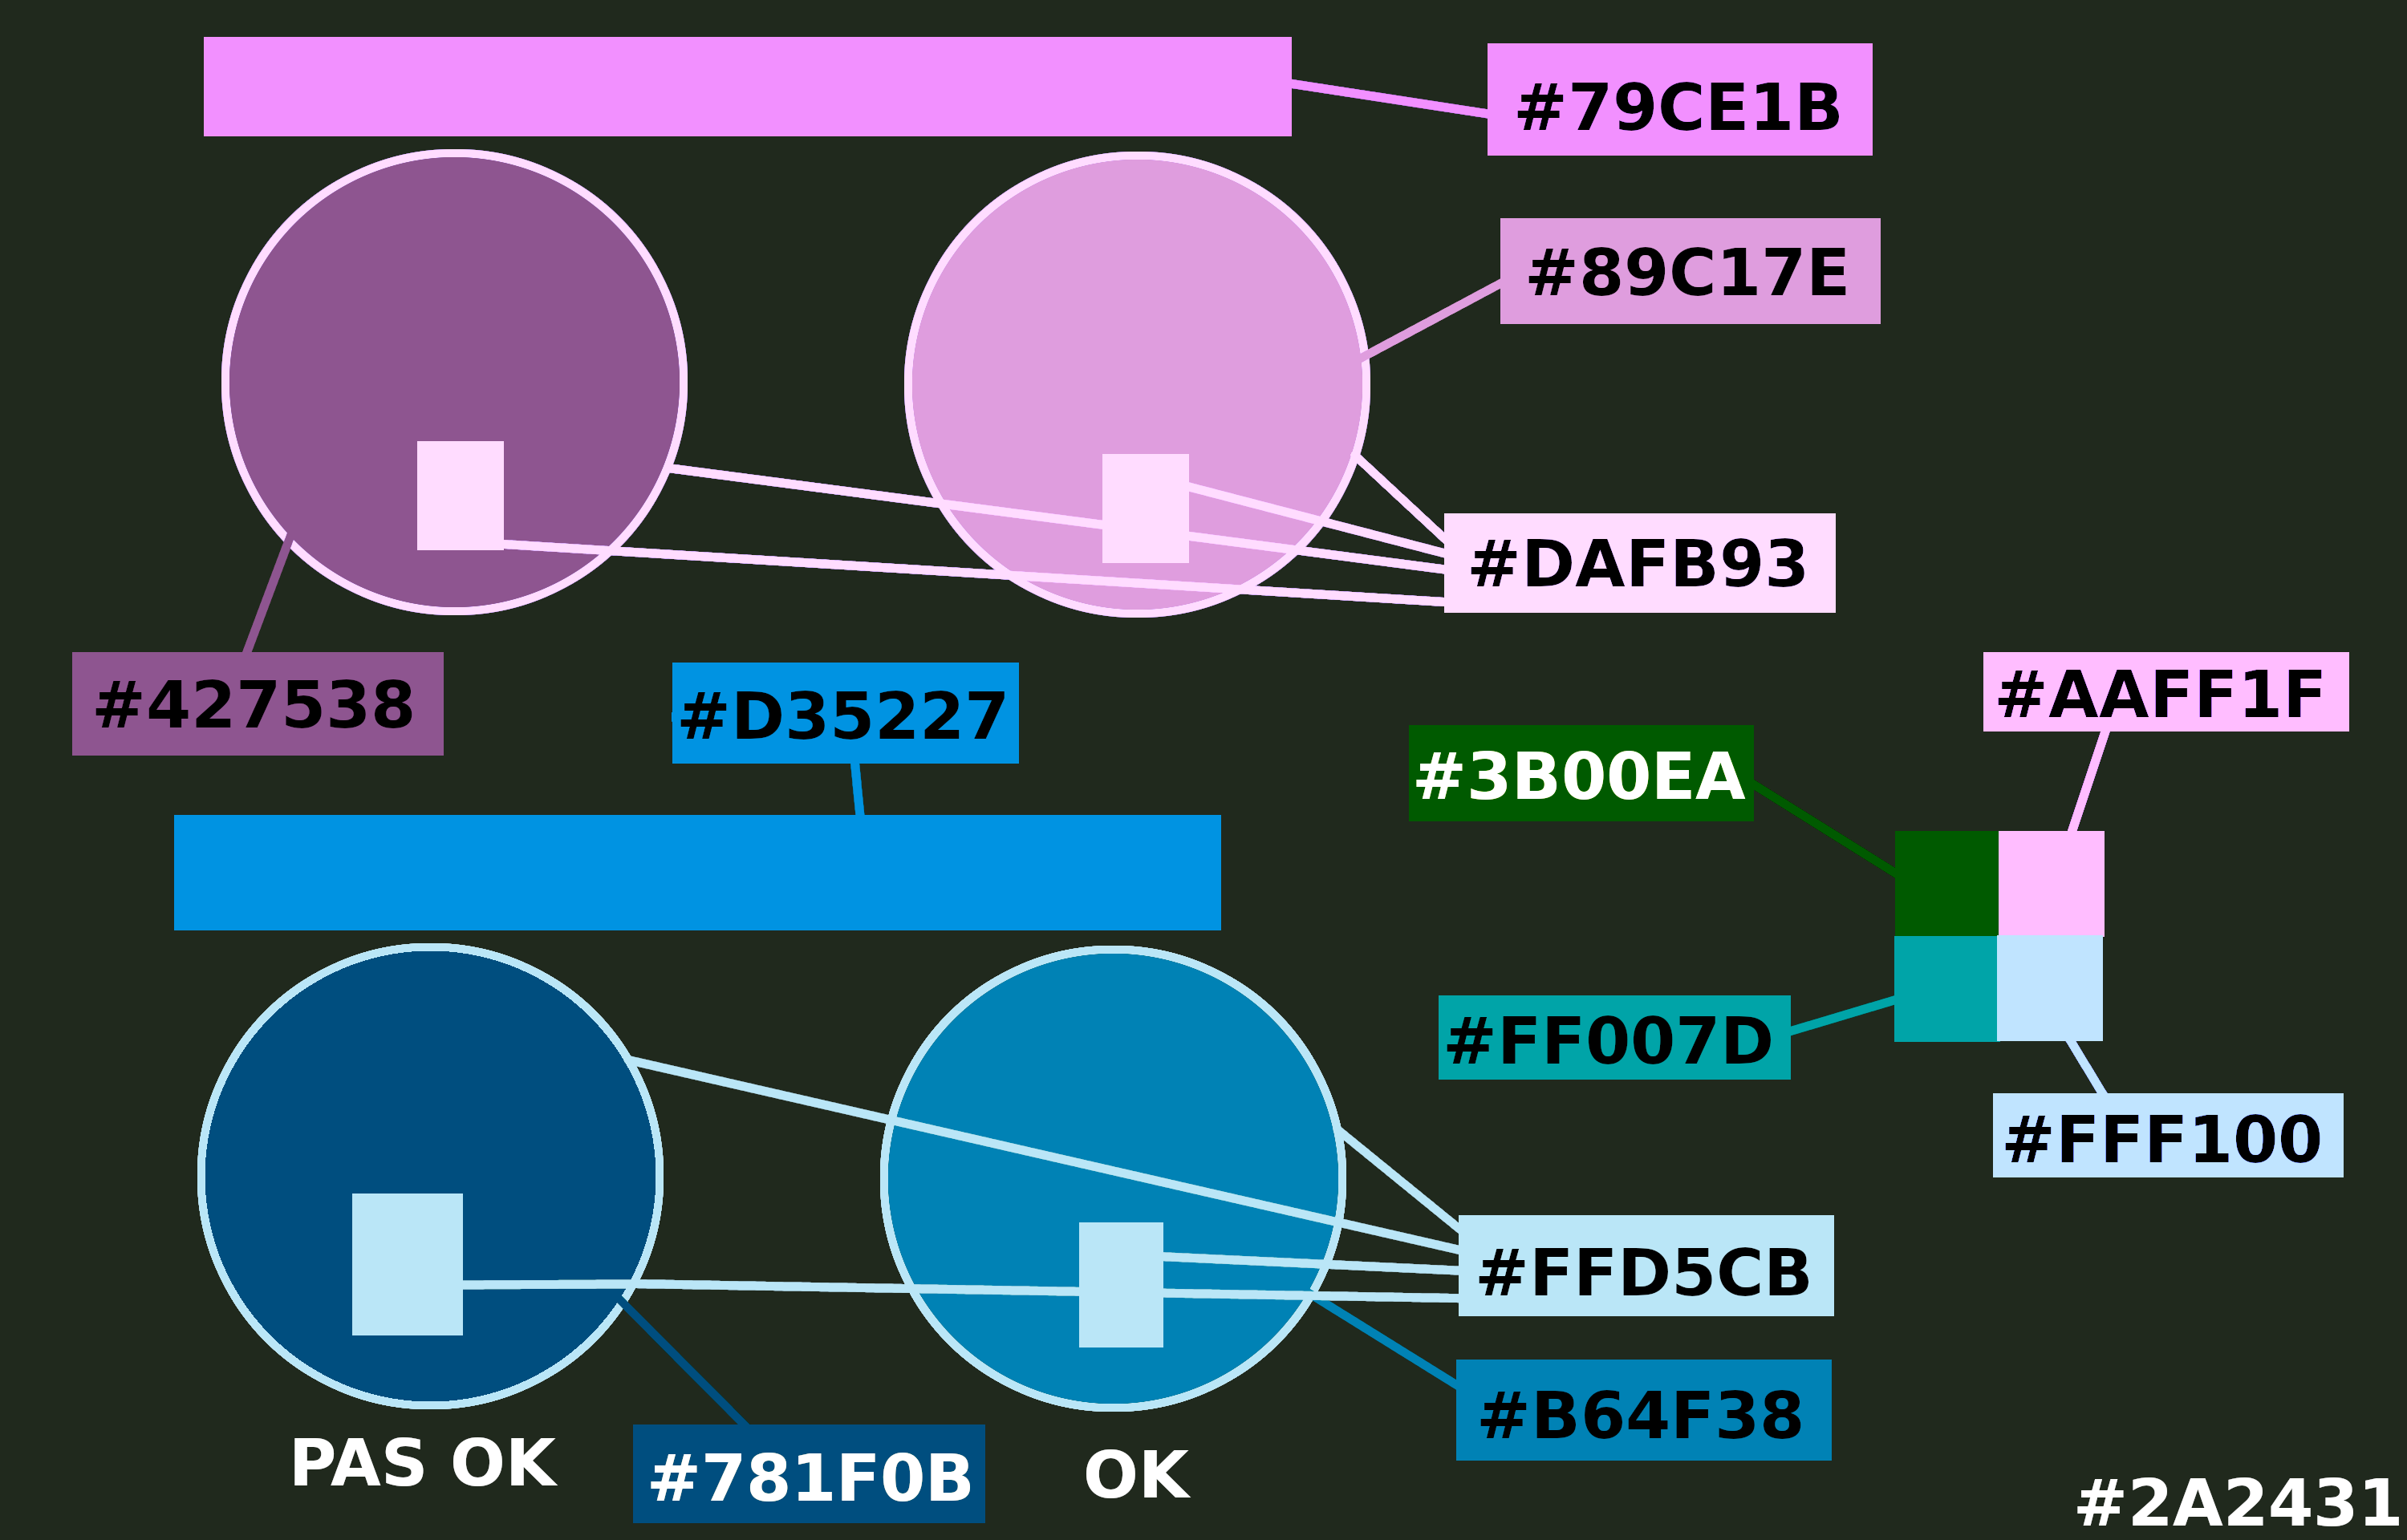 #79CE1B
#89C17E
#DAFB93
#427538
#D35227
#AAFF1F
#3B00EA
#FF007D
#FFF100
#FFD5CB
#B64F38
PAS OK
#781F0B
OK
#2A2431